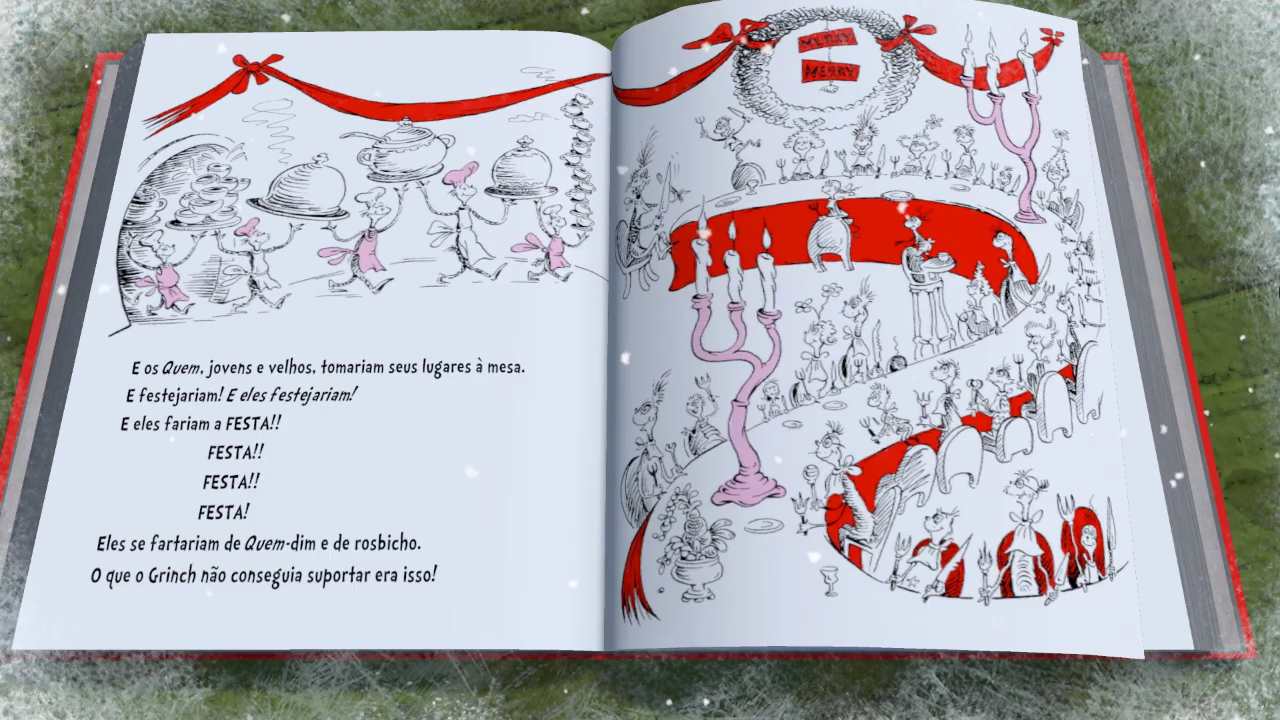 E os Quem, jovens e velhos, tomariam seus lugares à mesa.
E festejariam! E eles festejariam!
E eles fariam a FESTA!!
FESTA!!
FESTA!!
FESTA!
Eles se fartariam de Quem-dim e de rosbicho.
O que o Grinch não conseguia suportar era isso!
MERRY
MERRY